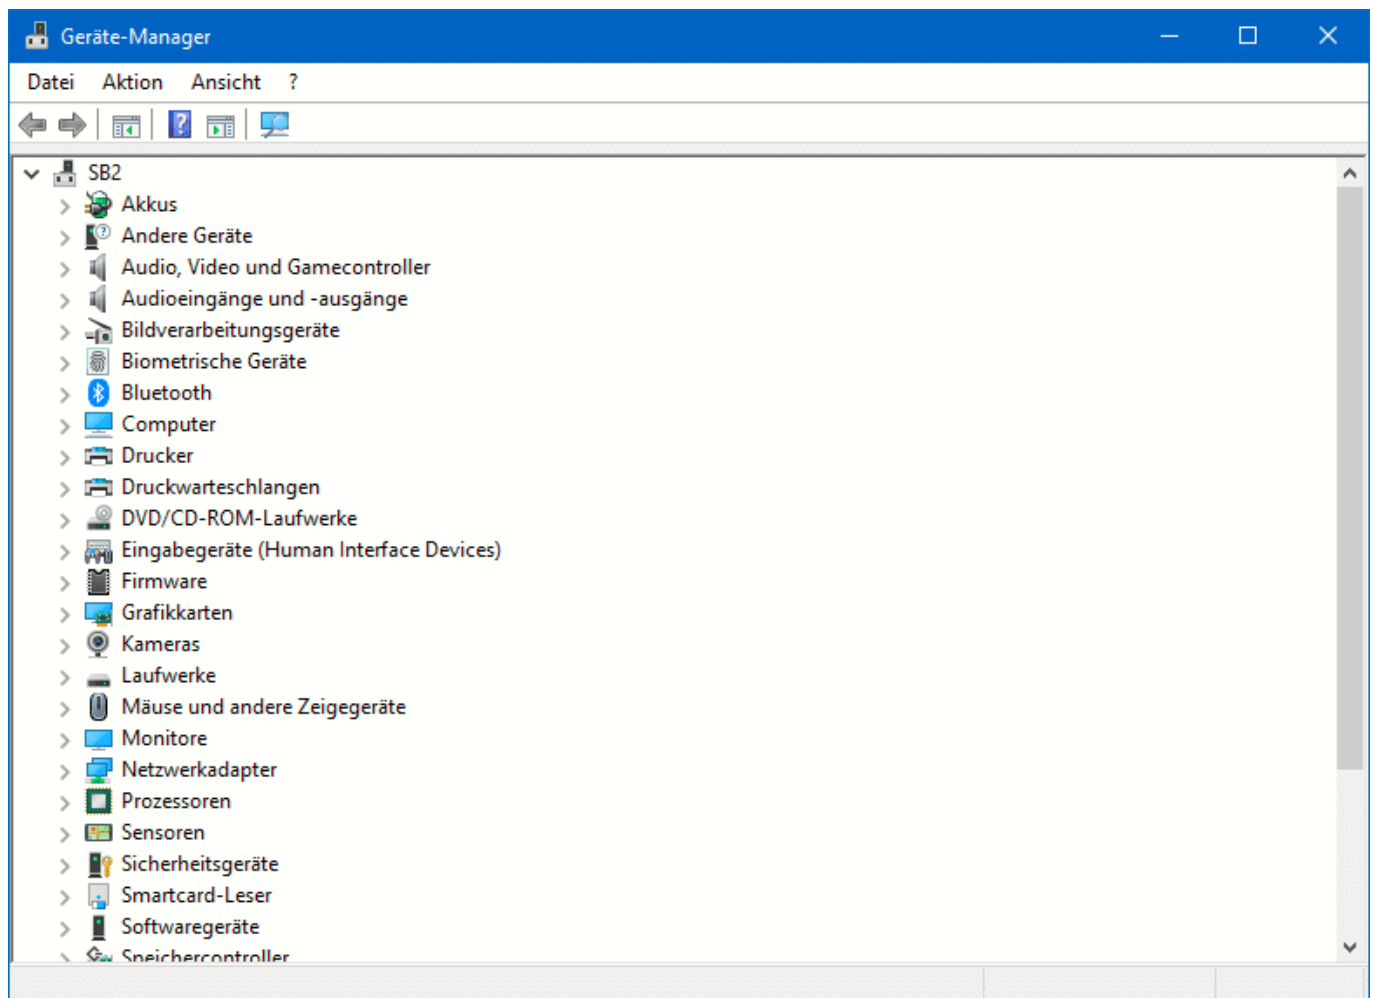 Geräte-Manager
Datei Aktion Ansicht ?
SB2
Akkus
Andere Geräte
Audio, Video und Gamecontroller
Audioeingänge und -ausgänge
Bildverarbeitungsgeräte
Biometrische Geräte
Bluetooth
Computer
Drucker
Druckwarteschlangen
DVD/CD-ROM-Laufwerke
Eingabegeräte (Human Interface Devices)
Firmware
Grafikkarten
Kameras
Laufwerke
Mäuse und andere Zeigegeräte
Monitore
Netzwerkadapter
Prozessoren
Sensoren
Sicherheitsgeräte
Smartcard-Leser
Softwaregeräte
Speichercontroller